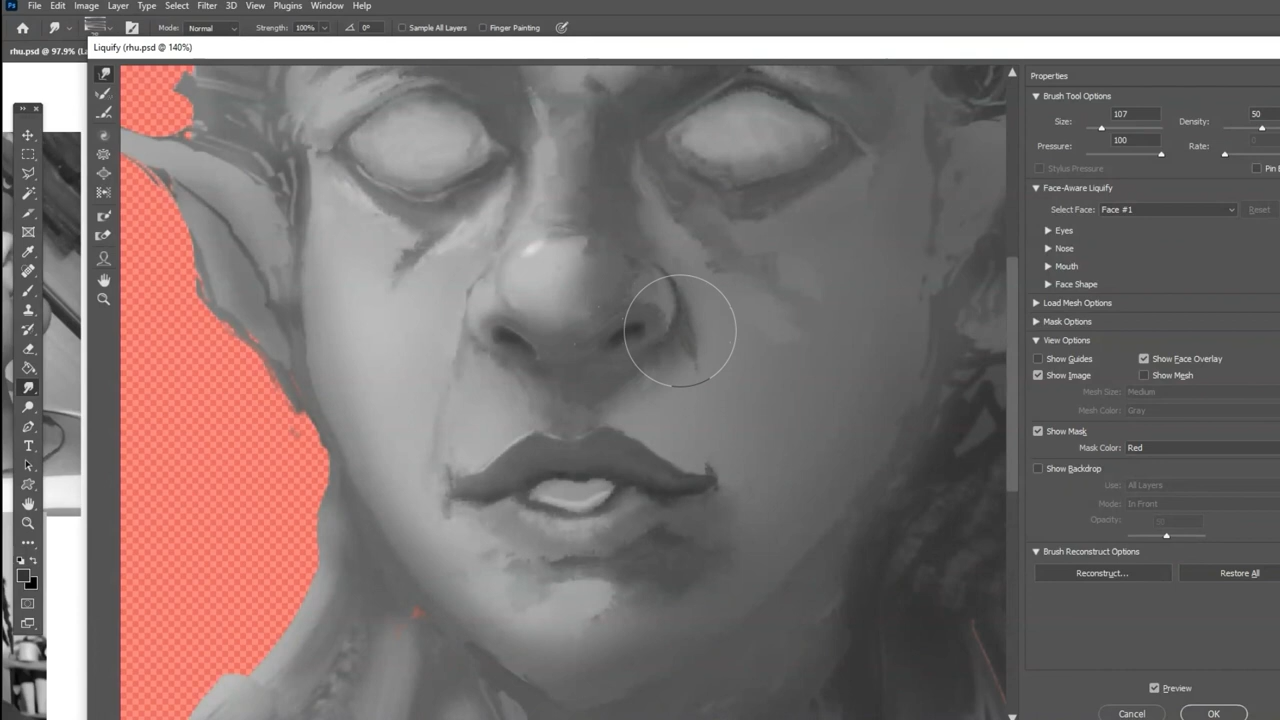 Ps File Edit Image Layer Type Select Filter 3D View Plugins Window Help
Mode: Normal Strength: 100% 0° Sample All Layers Finger Painting
rhu.psd @ 97.9% (L
Liquify (rhu.psd @ 140%)
Properties
Brush Tool Options
Size: 107 Density: 50
Pressure: 100 Rate: 0
Stylus Pressure Pin E
Face-Aware Liquify
Select Face: Face #1 Reset
Eyes
Nose
Mouth
Face Shape
Load Mesh Options
Mask Options
View Options
Show Guides Show Face Overlay
Show Image Show Mesh
Mesh Size: Medium
Mesh Color: Gray
Show Mask
Mask Color: Red
Show Backdrop
Use: All Layers
Mode: In Front
Opacity:
Brush Reconstruct Options
Reconstruct... Restore All
Preview
Cancel OK
T